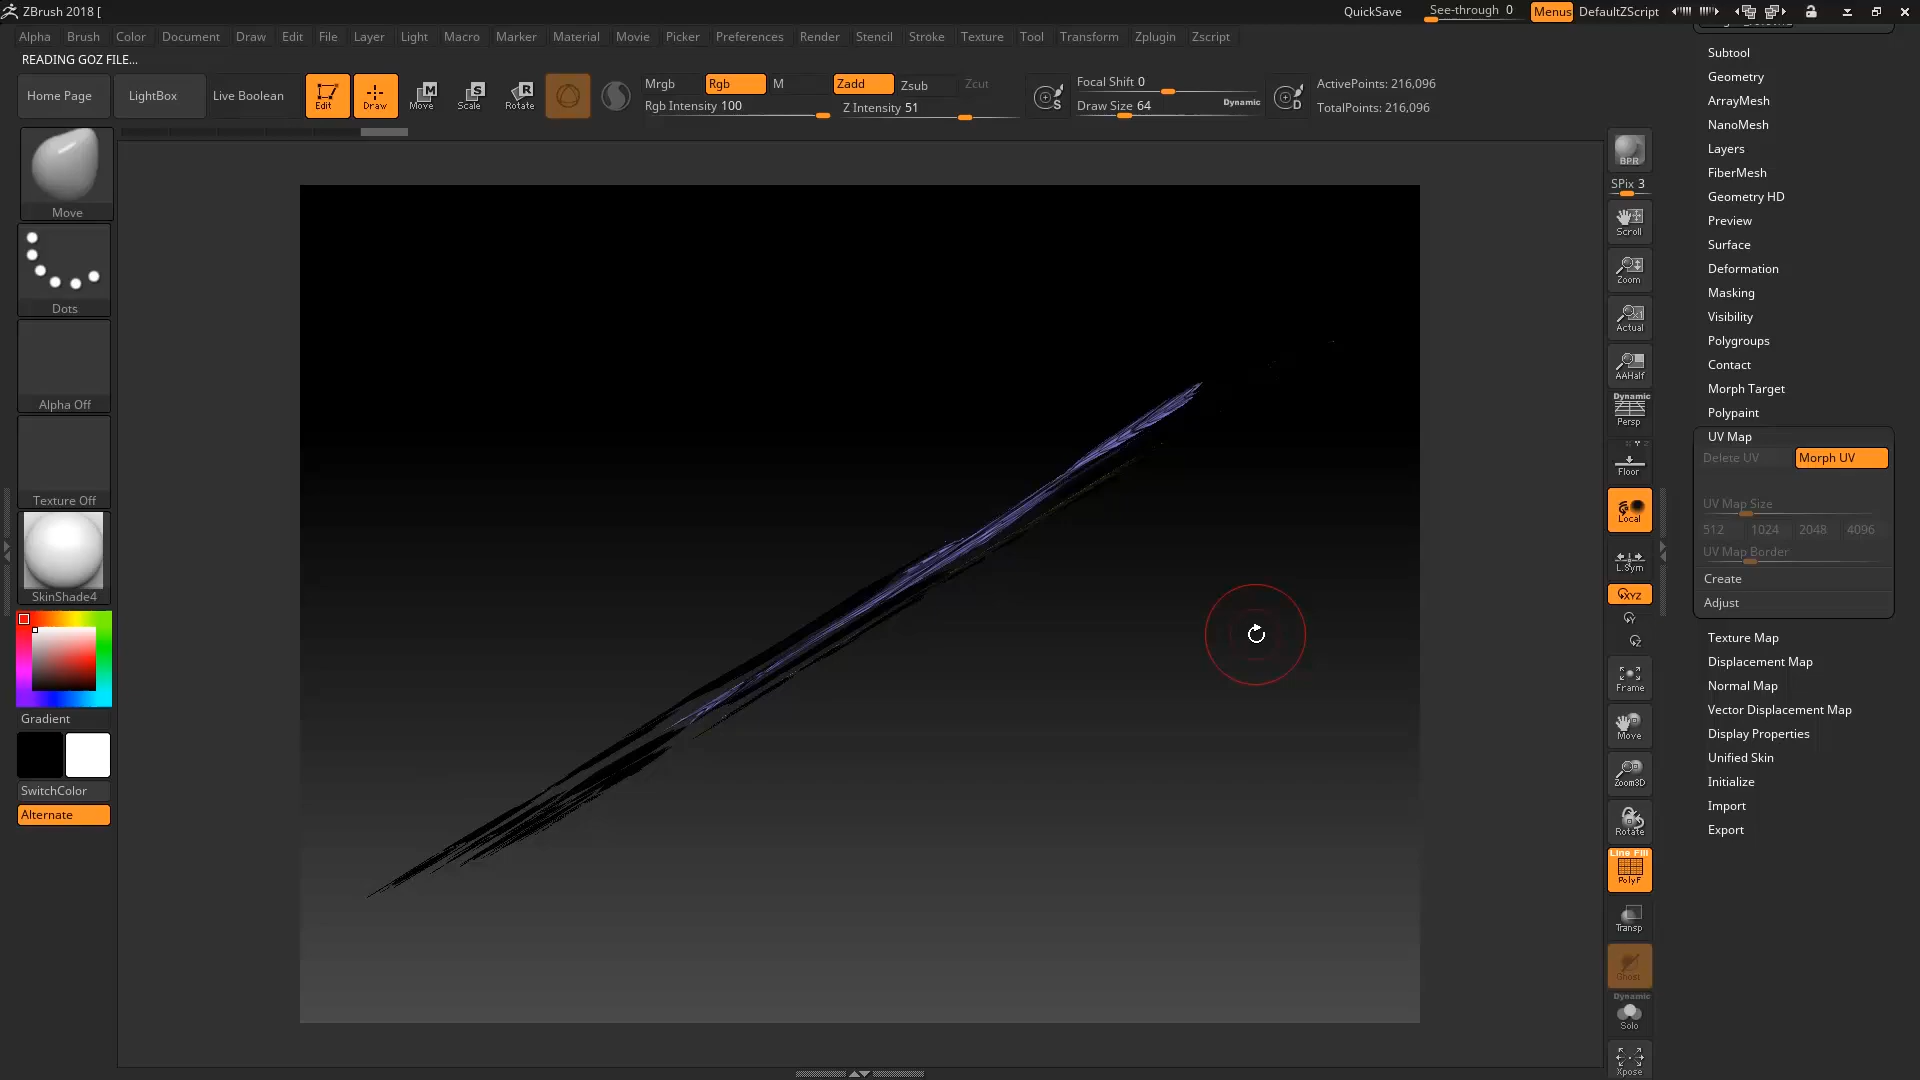 ZBrush 2018 [
QuickSave
See-through 0
Menus
DefaultZScript
Alpha Brush Color Document Draw Edit File Layer Light Macro Marker Material Movie Picker Preferences Render Stencil Stroke Texture Tool Transform Zplugin Zscript
READING GOZ FILE...
Home Page
LightBox
Live Boolean
Edit
Draw
Move
Scale
Rotate
Mrgb
Rgb
M
Rgb Intensity 100
Zadd
Zsub
Zcut
Z Intensity 51
Focal Shift 0
Draw Size 64
Dynamic
ActivePoints: 216,096
TotalPoints: 216,096
Move
Dots
Alpha Off
Texture Off
SkinShade4
Gradient
SwitchColor
Alternate
BPR
SPix 3
Scroll
Zoom
Actual
AAHalf
Dynamic
Persp
Floor
Local
L.Sym
XYZ
Frame
Move
Zoom3D
Rotate
Line Fill
PolyF
Transp
Ghost
Dynamic
Solo
Xpose
Subtool
Geometry
ArrayMesh
NanoMesh
Layers
FiberMesh
Geometry HD
Preview
Surface
Deformation
Masking
Visibility
Polygroups
Contact
Morph Target
Polypaint
UV Map
Delete UV
Morph UV
UV Map Size
512 1024 2048 4096
UV Map Border
Create
Adjust
Texture Map
Displacement Map
Normal Map
Vector Displacement Map
Display Properties
Unified Skin
Initialize
Import
Export